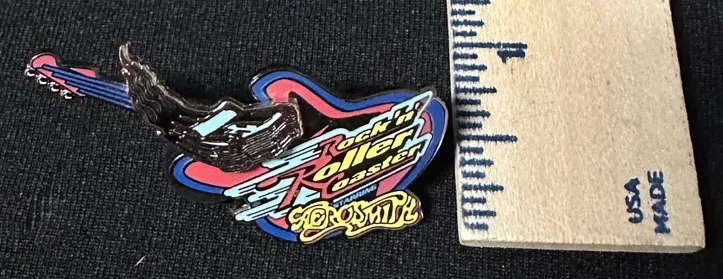 Rock'n'
Roller
Coaster
STARRING
AEROSMITH
1
USA
MADE